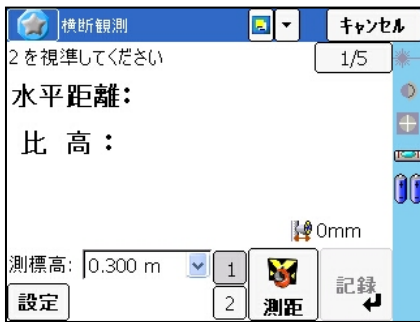 横断観測
キャンセル
2を視準してください
1/5
水平距離:
比 高:
0mm
測標高: 0.300 m
1
2
設定
測距
記録